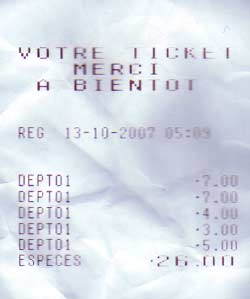 VOTRE TICKET
MERCI
A BIENTOT
REG 13-10-2007 05:09
DEPT01 ·7.00
DEPT01 ·7.00
DEPT01 ·4.00
DEPT01 ·3.00
DEPT01 ·5.00
ESPECES ·26.00